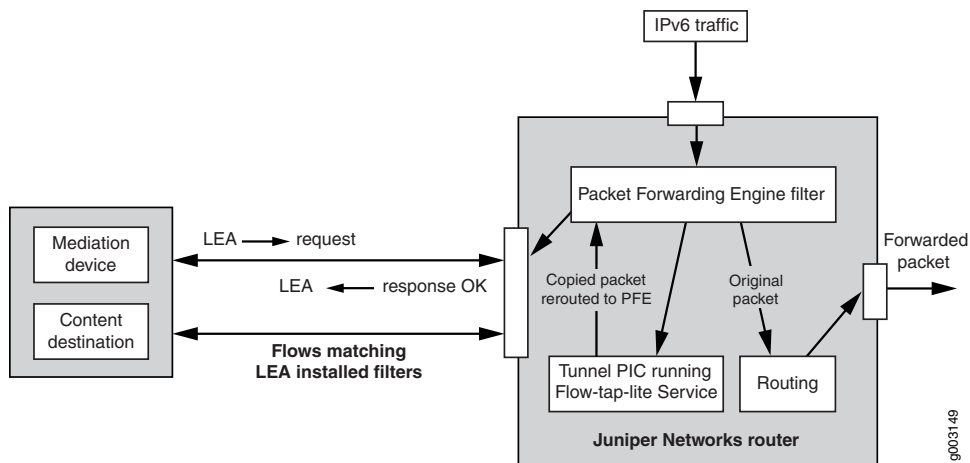 IPv6 traffic
Packet Forwarding Engine filter
Mediation
device
Content
destination
LEA request
LEA response OK
Flows matching
LEA installed filters
Copied packet
rerouted to PFE
Original
packet
Forwarded
packet
Tunnel PIC running
Flow-tap-lite Service
Routing
Juniper Networks router
g003149